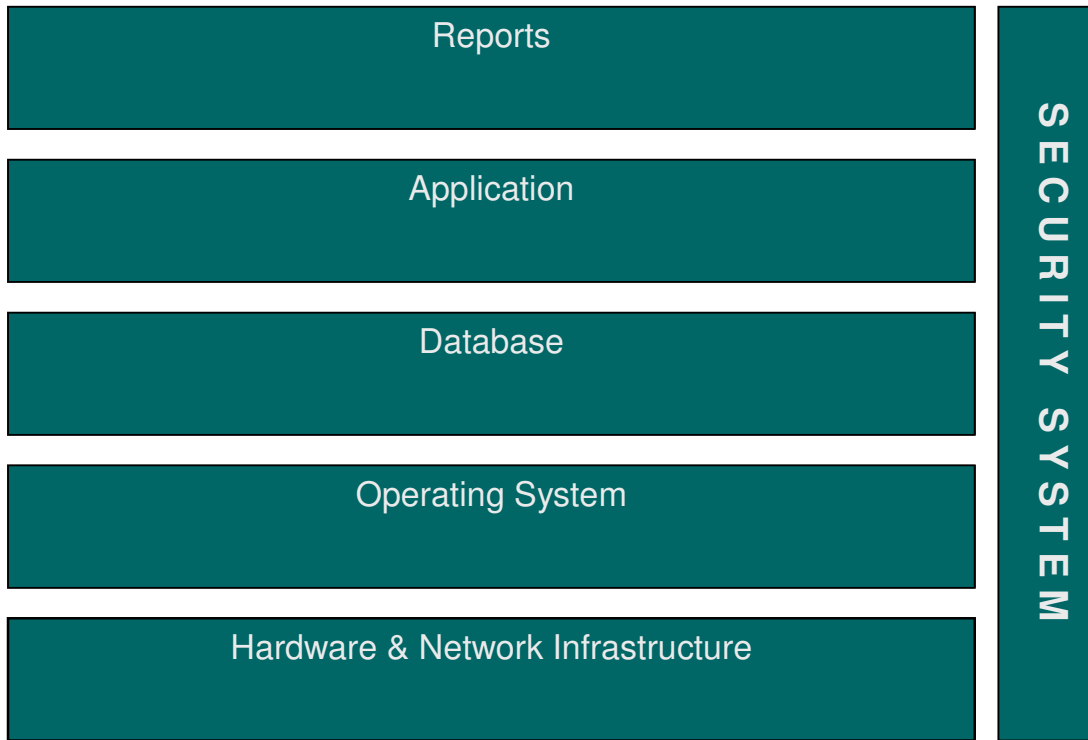 Reports
Application
Database
Operating System
Hardware & Network Infrastructure
SECURITY SYSTEM